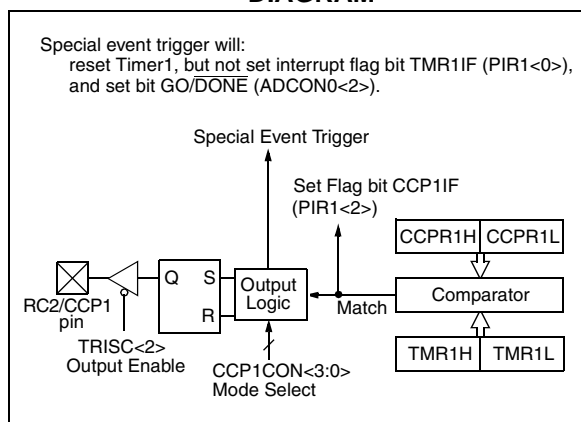 DIAGRAM
Special event trigger will:
reset Timer1, but not set interrupt flag bit TMR1IF (PIR1<0>),
and set bit GO/DONE (ADCON0<2>).
Special Event Trigger
Set Flag bit CCP1IF
(PIR1<2>)
CCPR1H CCPR1L
Q S Output
Logic
R
Match
Comparator
RC2/CCP1
pin
TRISC<2>
Output Enable
CCP1CON<3:0>
Mode Select
TMR1H TMR1L